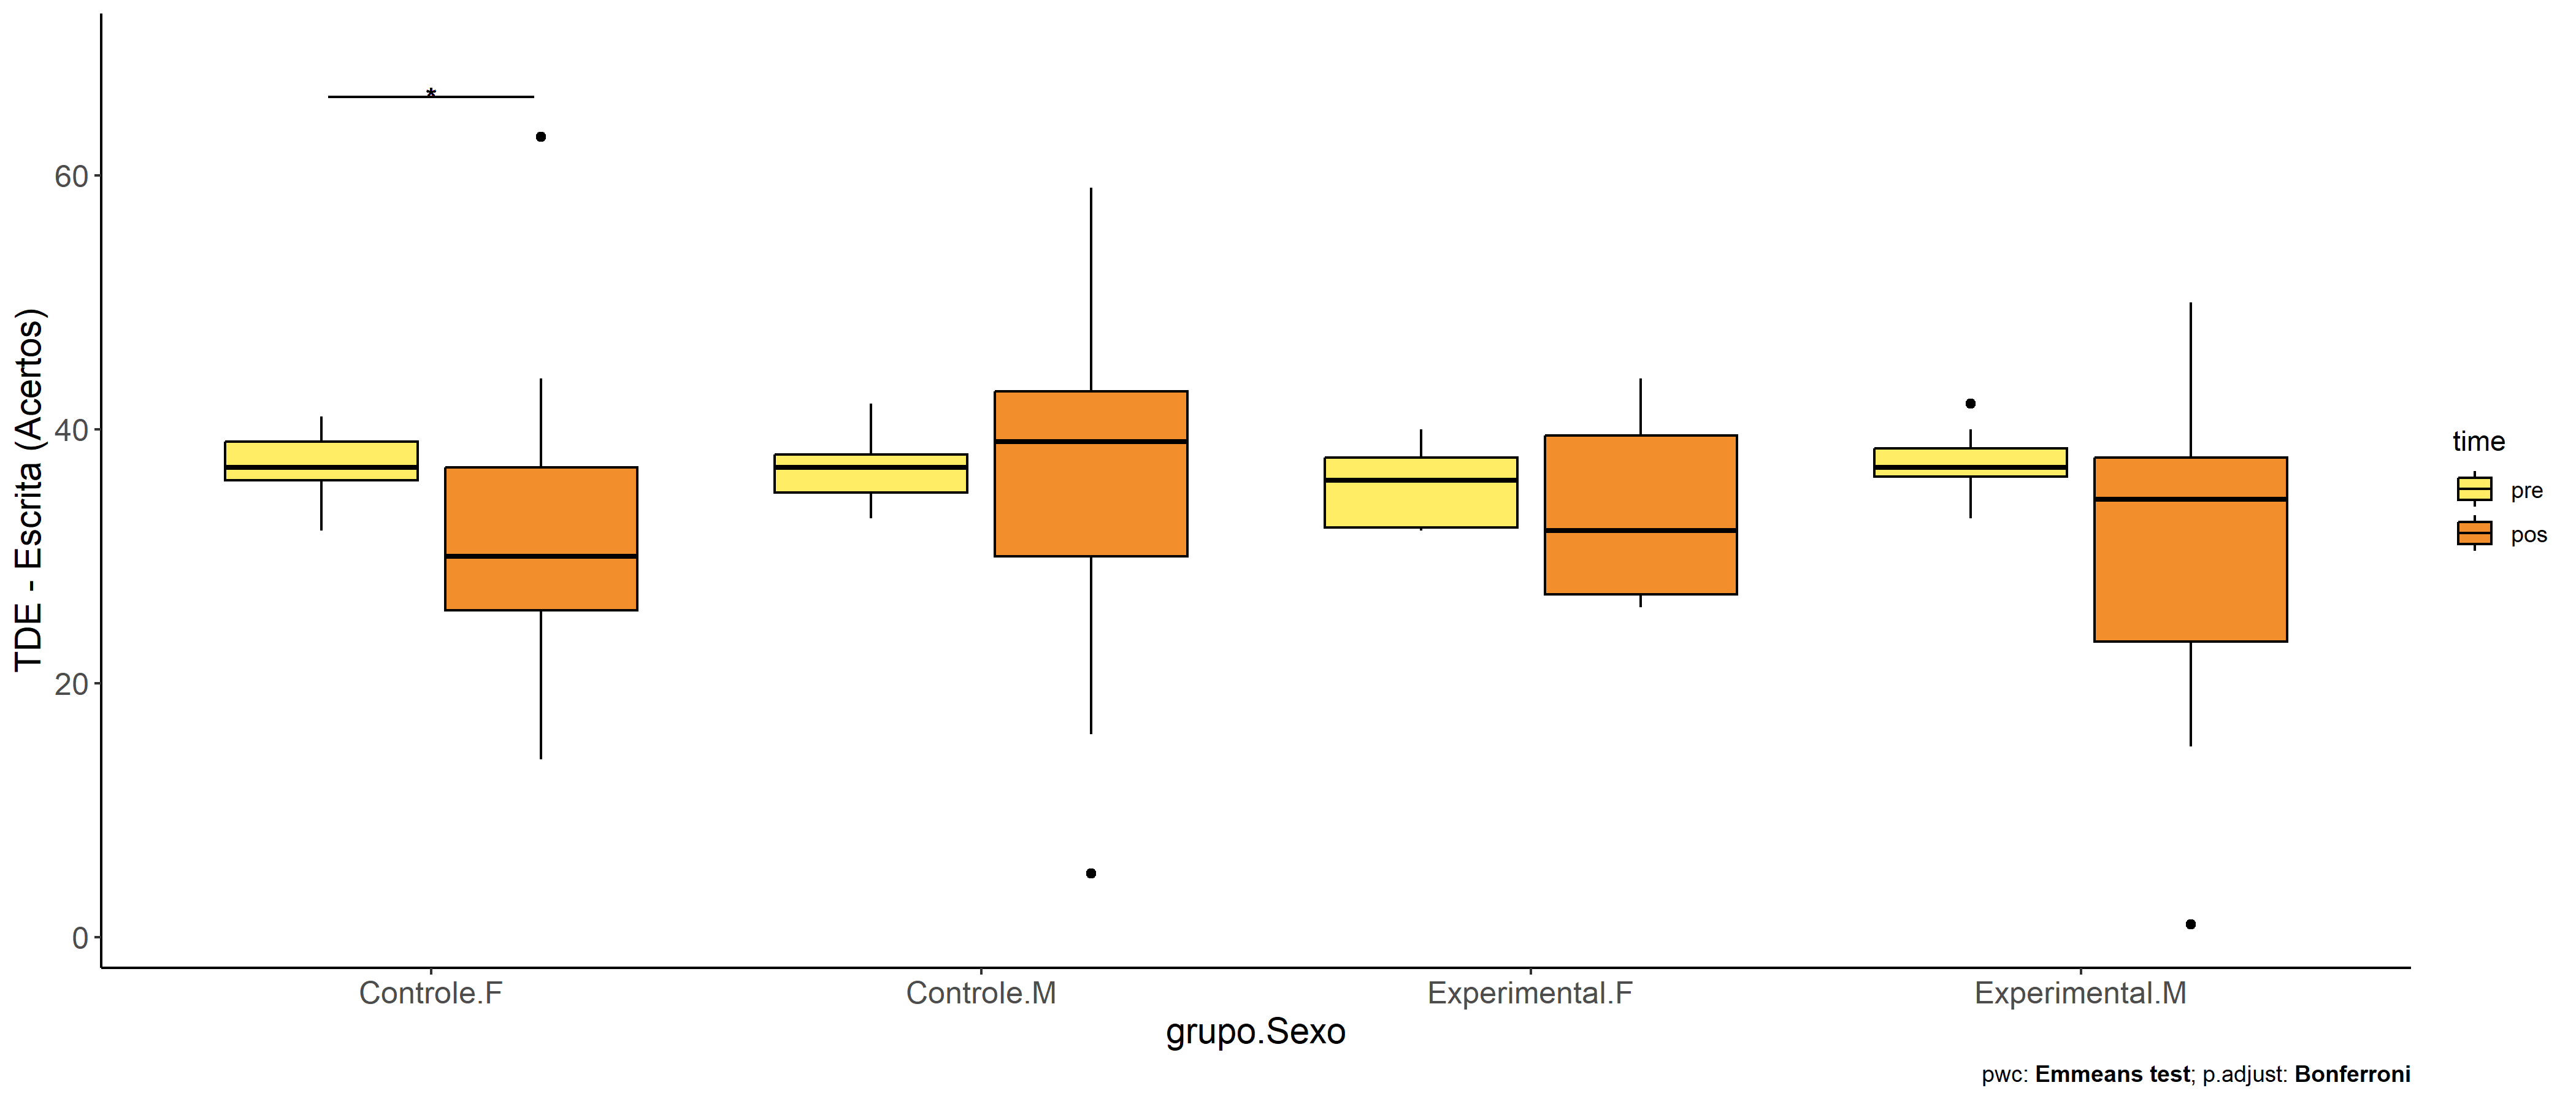 *
TDE - Escrita (Acertos)
60
40
20
0
Controle.F
Controle.M
Experimental.F
Experimental.M
grupo.Sexo
time
pre
pos
pwc: Emmeans test; p.adjust: Bonferroni